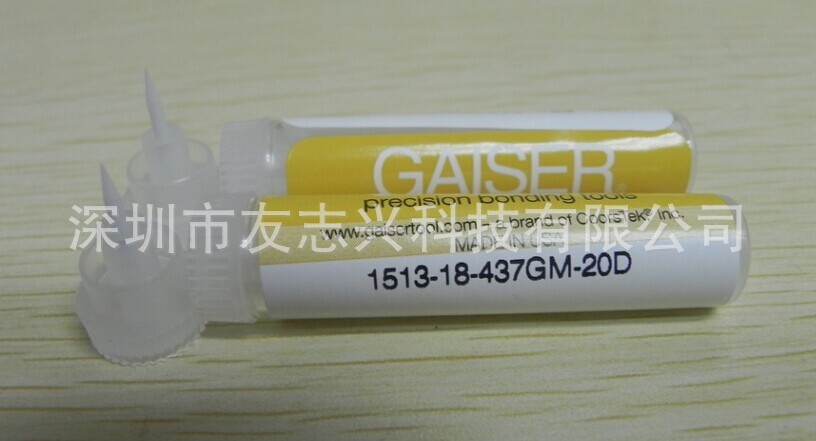 GAISER®
precision bonding tools
www.gaisertool.com – a brand of CoorsTek® Inc.
MADE IN
1513-18-437GM-20D
深圳市友志兴科技有限公司